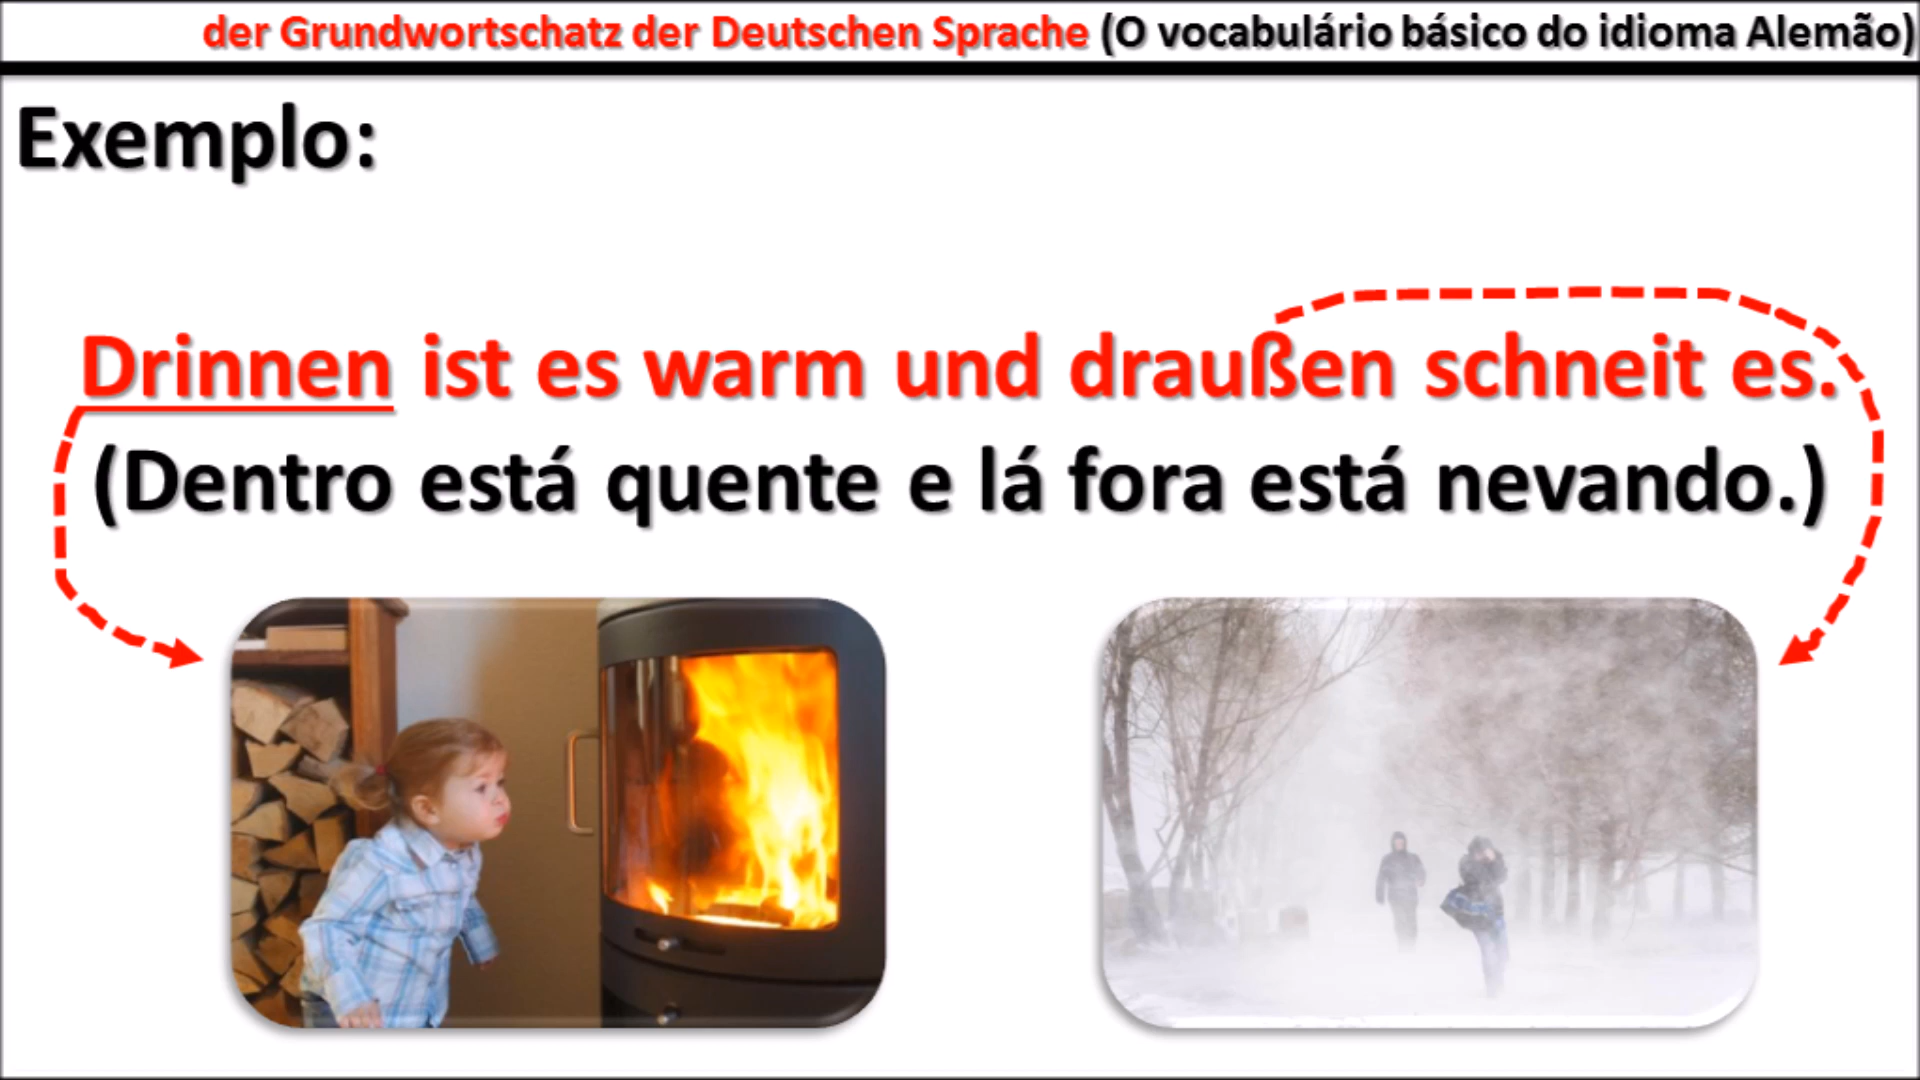 der Grundwortschatz der Deutschen Sprache (O vocabulário básico do idioma Alemão)
Exemplo:
Drinnen ist es warm und draußen schneit es.
(Dentro está quente e lá fora está nevando.)